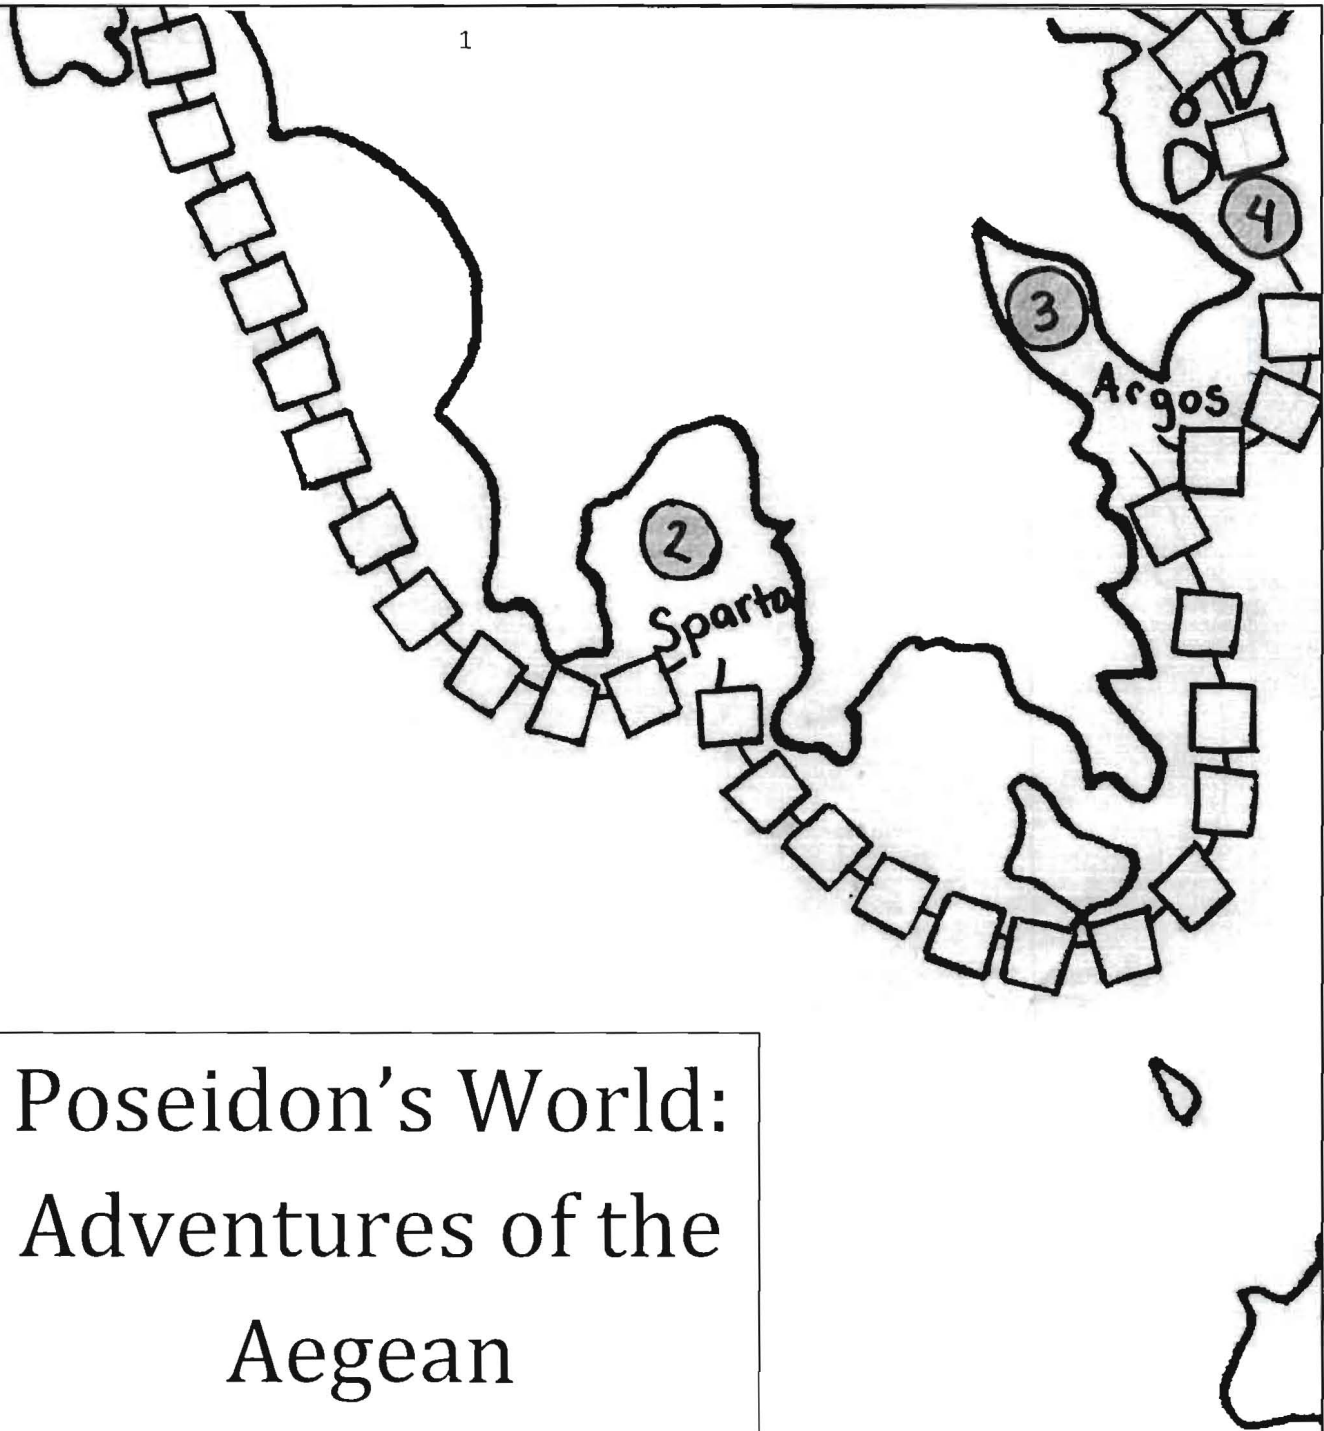 1
4
3
Argos
2
Sparta
Poseidon's World:
Adventures of the
Aegean